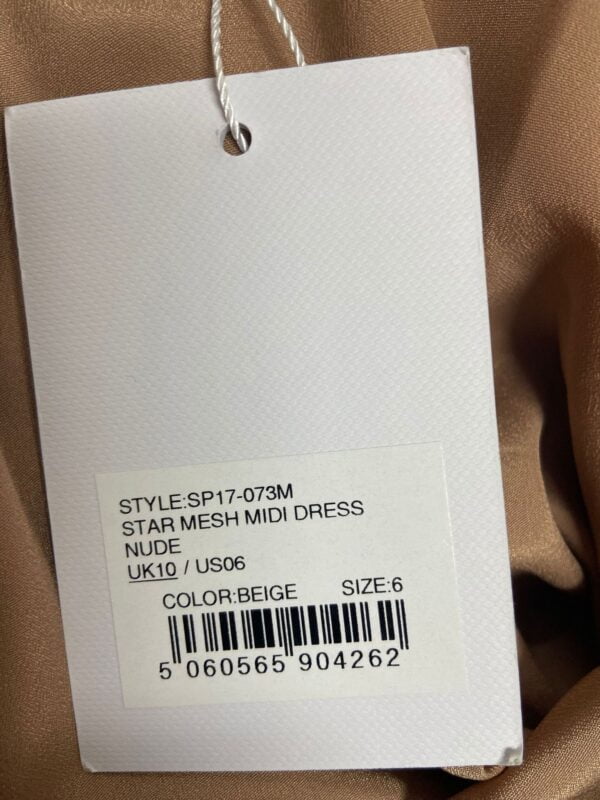 STYLE:SP17-073M
STAR MESH MIDI DRESS
NUDE
UK10 / US06
COLOR:BEIGE SIZE:6
5 060565 904262